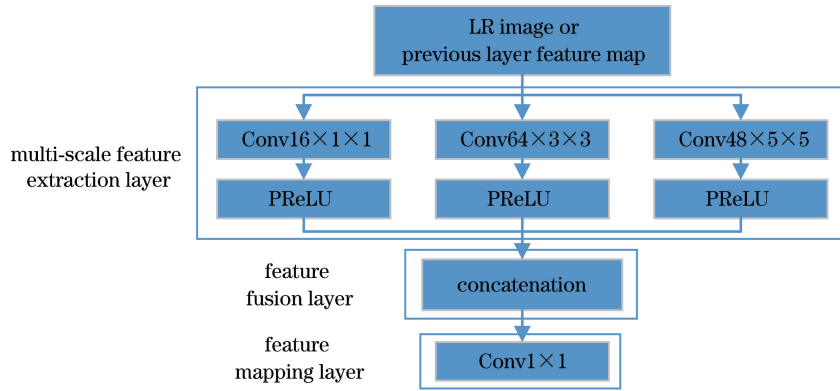 LR image or
previous layer feature map
multi-scale feature
extraction layer
Conv16×1×1
Conv64×3×3
Conv48×5×5
PReLU
PReLU
PReLU
feature
fusion layer
concatenation
feature
mapping layer
Conv1×1